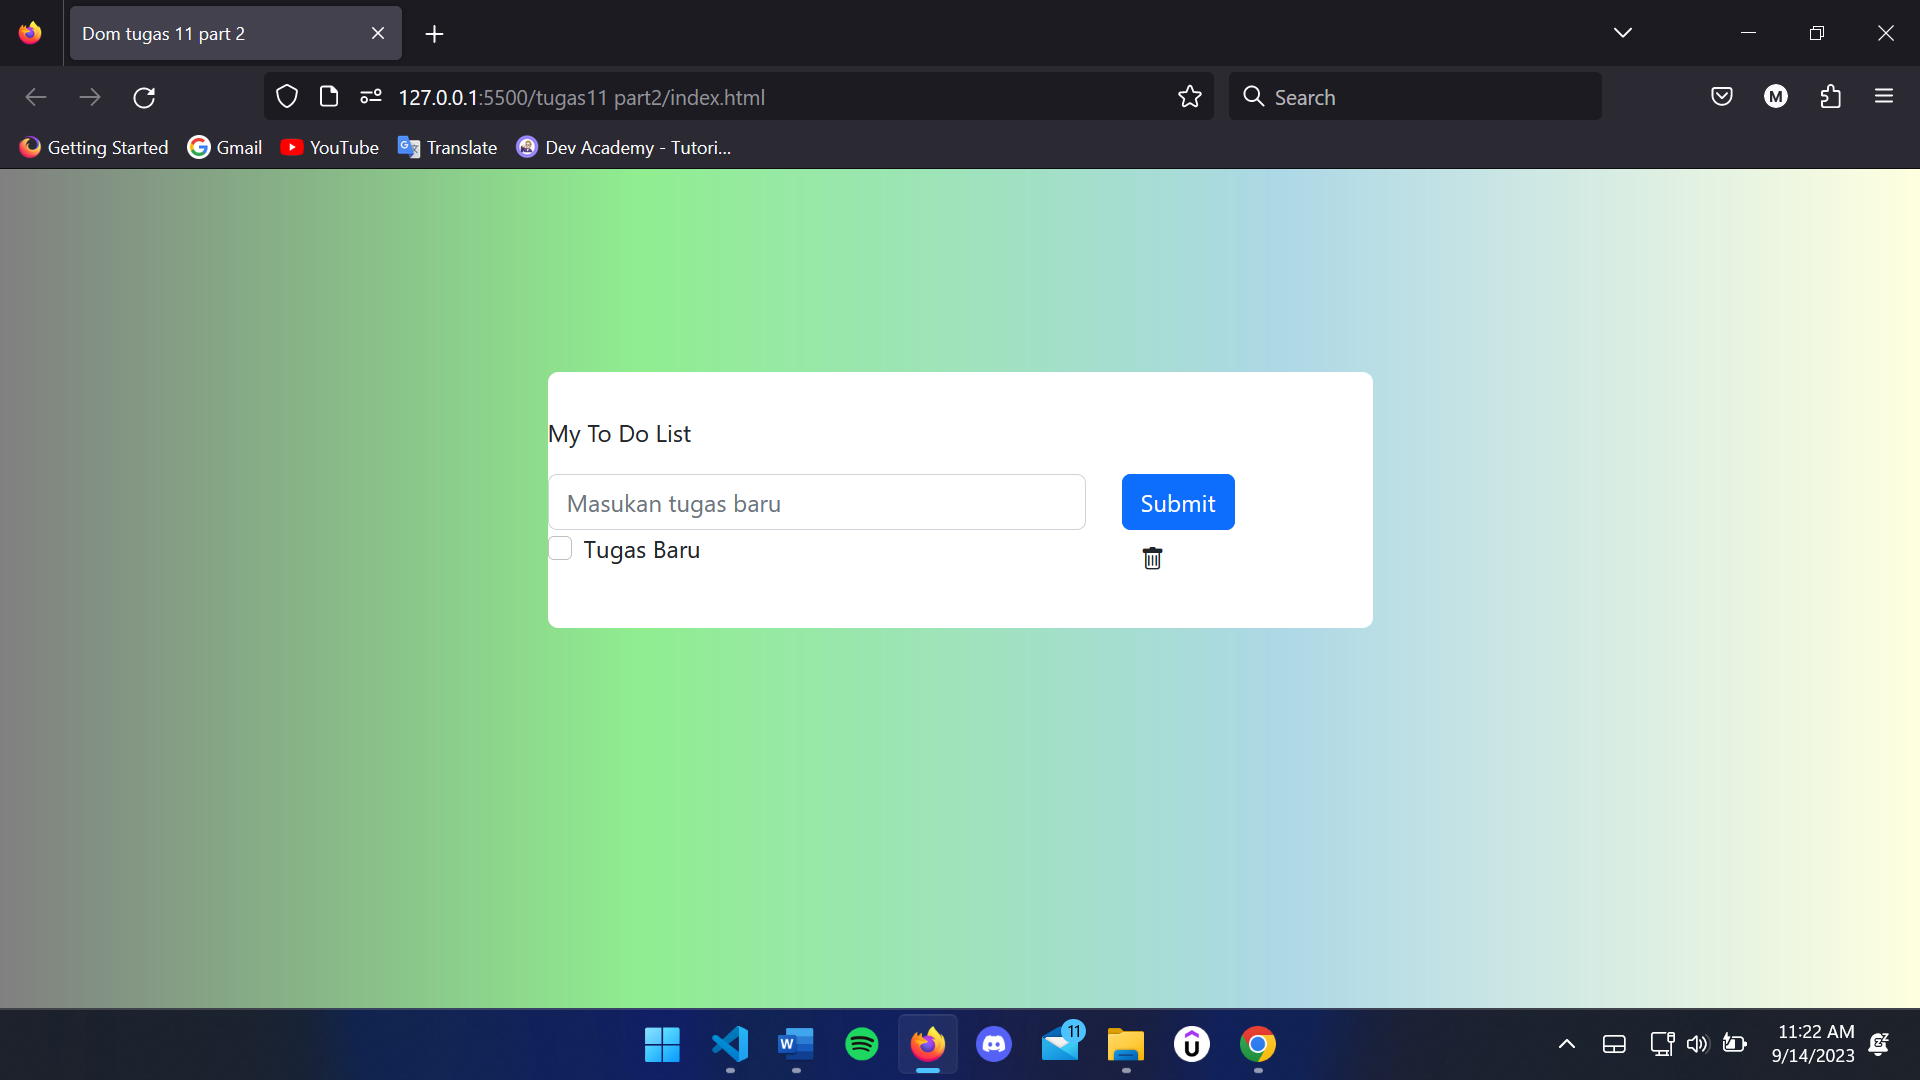 Dom tugas 11 part 2
127.0.0.1:5500/tugas11 part2/index.html
Search
M
Getting Started
Gmail
YouTube
Translate
Dev Academy - Tutori...
My To Do List
Masukan tugas baru
Submit
Tugas Baru
W
11
11:22 AM
9/14/2023